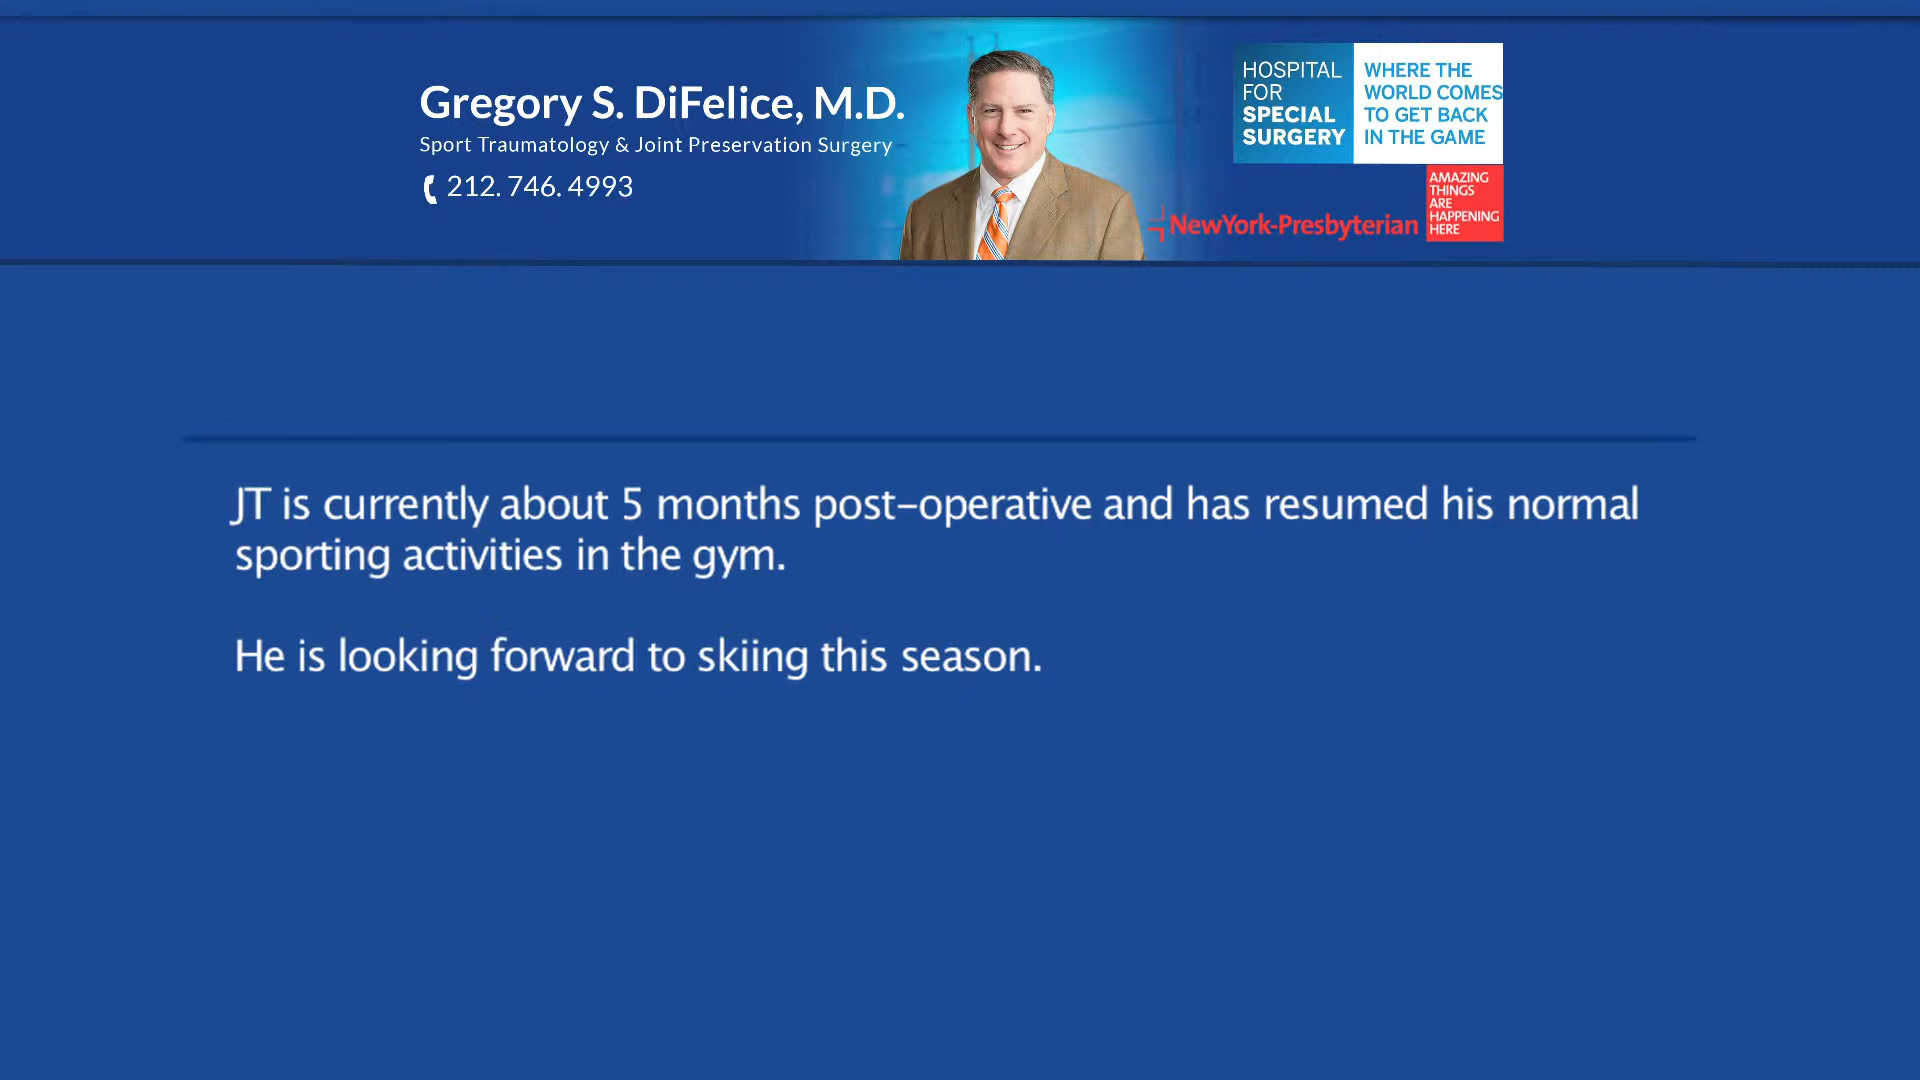 Gregory S. DiFelice, M.D.
Sport Traumatology & Joint Preservation Surgery
212. 746. 4993
HOSPITAL
FOR
SPECIAL
SURGERY
WHERE THE
WORLD COMES
TO GET BACK
IN THE GAME
NewYork-Presbyterian
AMAZING
THINGS
ARE
HAPPENING
HERE
JT is currently about 5 months post-operative and has resumed his normal
sporting activities in the gym.
He is looking forward to skiing this season.